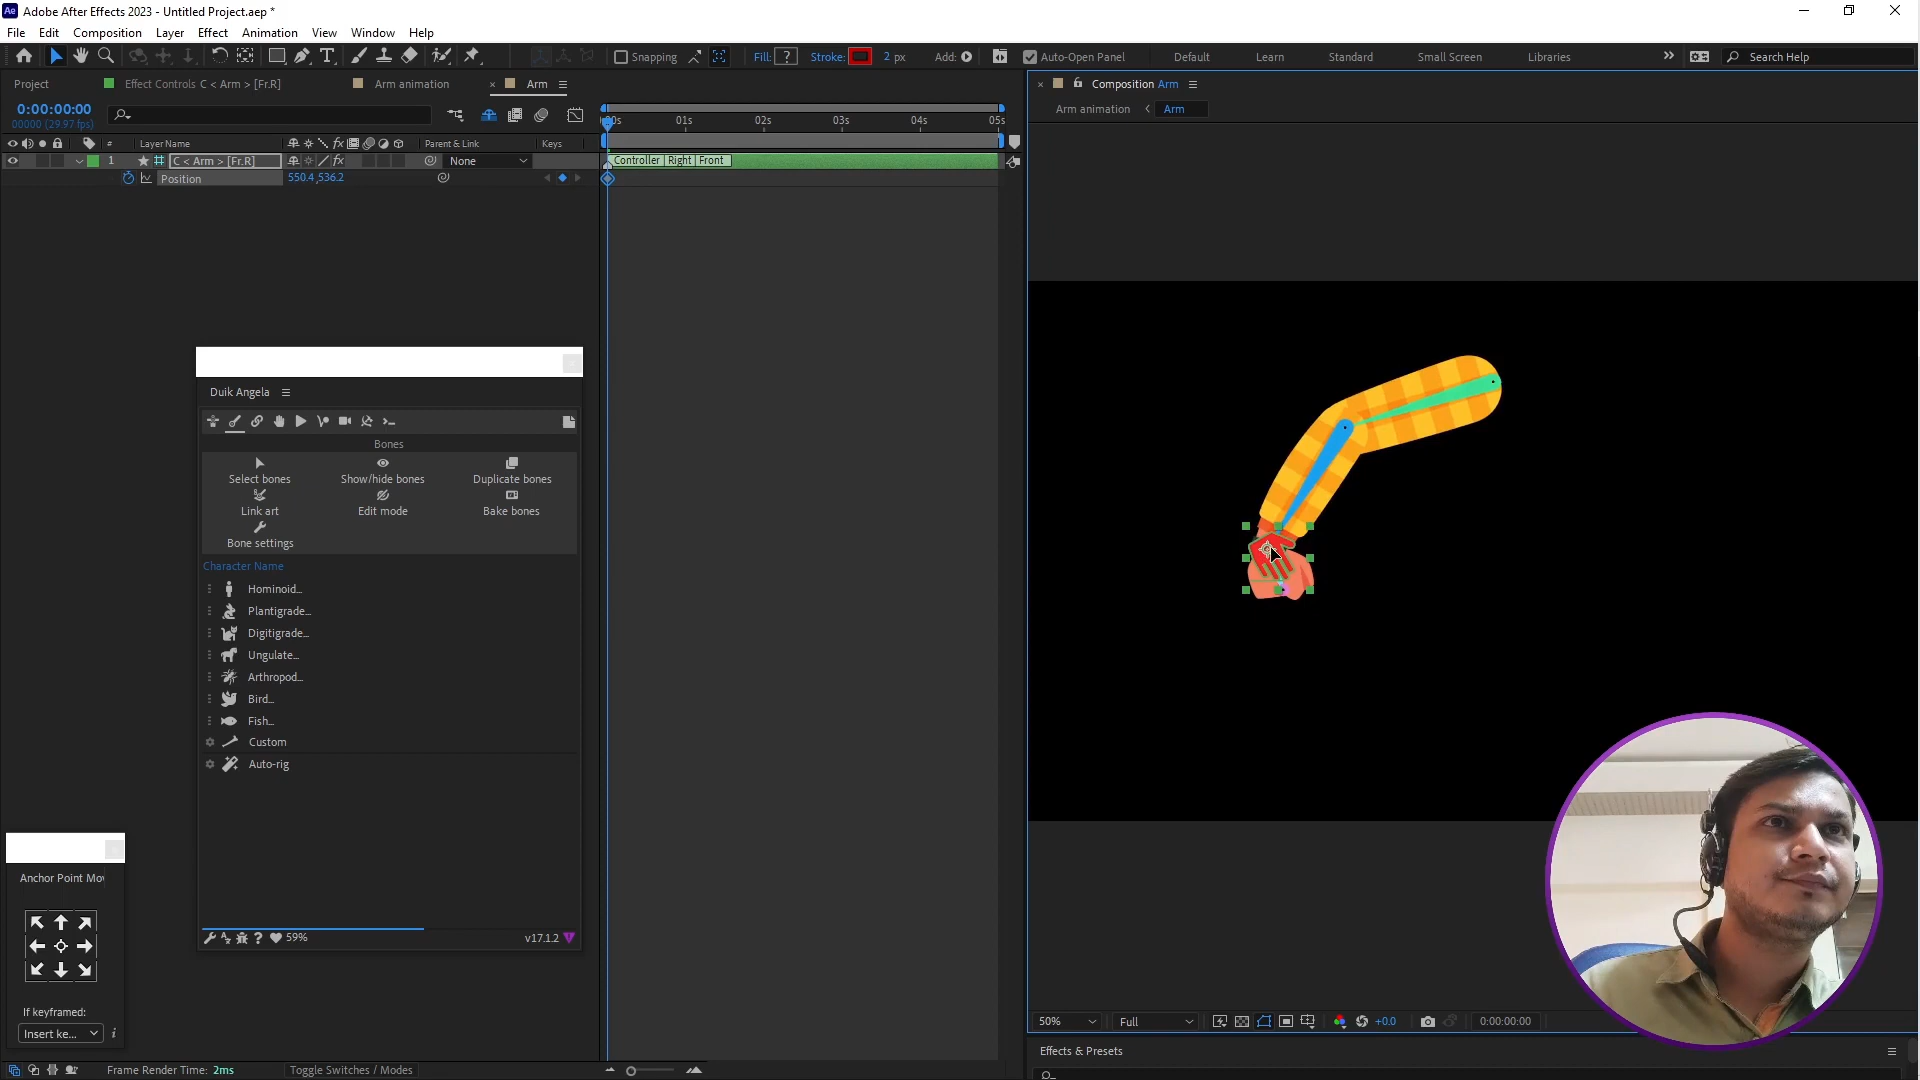 Adobe After Effects 2023 - Untitled Project.aep *
File Edit Composition Layer Effect Animation View Window Help
Snapping Fill: ? Stroke: 2 px Add: Auto-Open Panel Default Learn Standard Small Screen Libraries Search Help
Project Effect Controls C < Arm > [Fr.R] Arm animation Arm Composition Arm
0:00:00:00
00000 (29.97 fps)
Arm animation Arm
01s 02s 03s 04s 05s
# Layer Name Parent & Link Keys
1 C < Arm > [Fr.R] None Controller | Right | Front
Position 550.4,536.2
Duik Angela
Bones
Select bones Show/hide bones Duplicate bones
Link art Edit mode Bake bones
Bone settings
Character Name
Hominoid...
Plantigrade...
Digitigrade...
Ungulate...
Arthropod...
Bird...
Fish...
Custom
Auto-rig
59% v17.1.2
Anchor Point Mov
If keyframed:
Insert ke...
50% Full +0.0 0:00:00:00
Effects & Presets
Frame Render Time: 2ms Toggle Switches / Modes